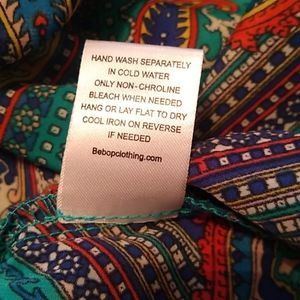 HAND WASH SEPARATELY
IN COLD WATER
ONLY NON-CHROLINE
BLEACH WHEN NEEDED
HANG OR LAY FLAT TO DRY
COOL IRON ON REVERSE
IF NEEDED
Bebopclothing.com